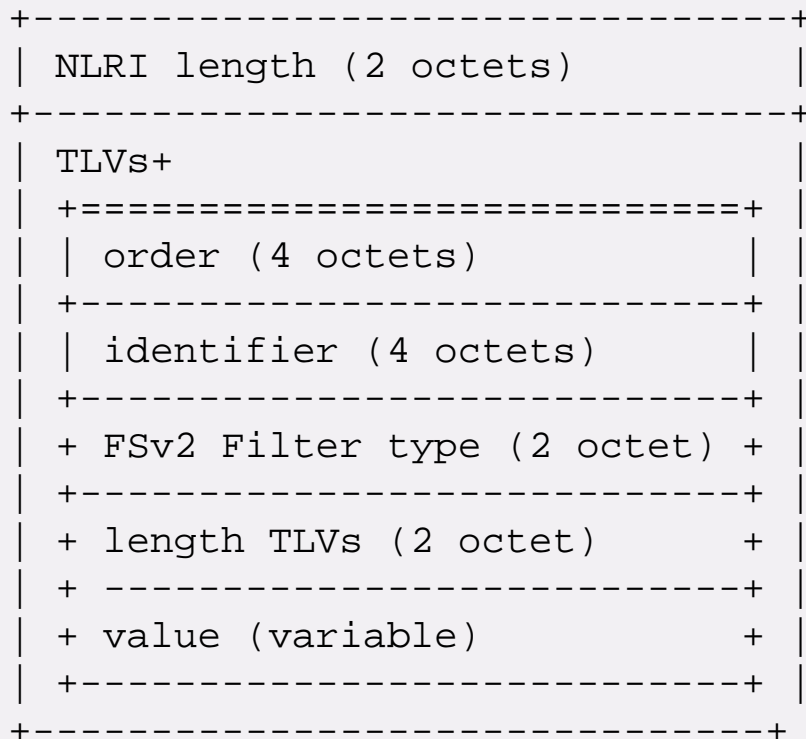 +--------------------------------+
| NLRI length (2 octets)         |
+--------------------------------+
| TLVs+                          |
| +============================+ |
| | order (4 octets)           | |
| +----------------------------+ |
| | identifier (4 octets)      | |
| +----------------------------+ |
| + FSv2 Filter type (2 octet) + |
| +----------------------------+ |
| + length TLVs (2 octet)      + |
| + ---------------------------+ |
| + value (variable)           + |
| +----------------------------+ |
+-------------------------------+